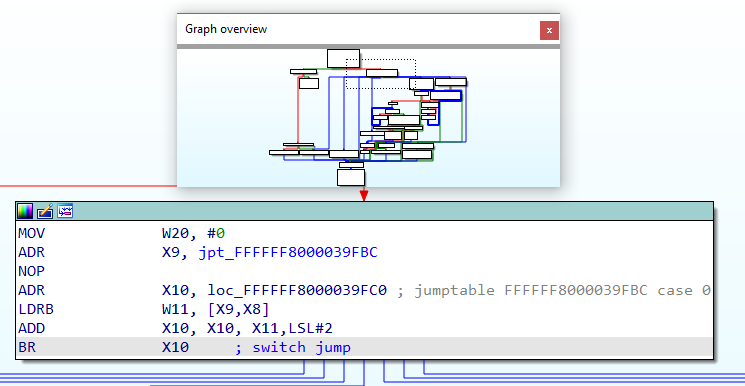 Graph overview
x
MOV W20, #0
ADR X9, jpt_FFFFFF8000039FBC
NOP
ADR X10, loc_FFFFFF8000039FC0 ; jumptable FFFFFF8000039FBC case 0
LDRB W11, [X9,X8]
ADD X10, X10, X11,LSL#2
BR X10 ; switch jump